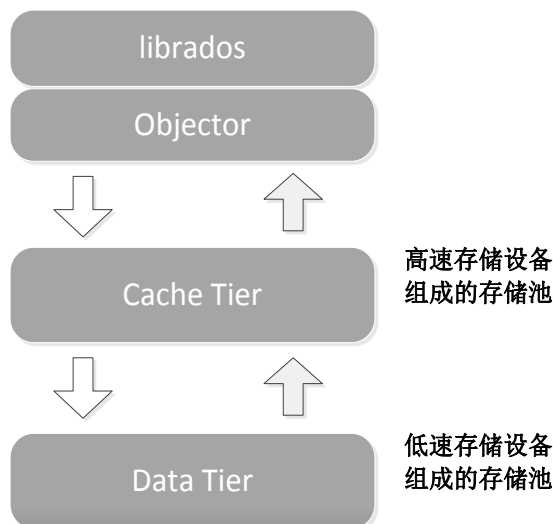 librados
Objector
Cache Tier
高速存储设备
组成的存储池
Data Tier
低速存储设备
组成的存储池